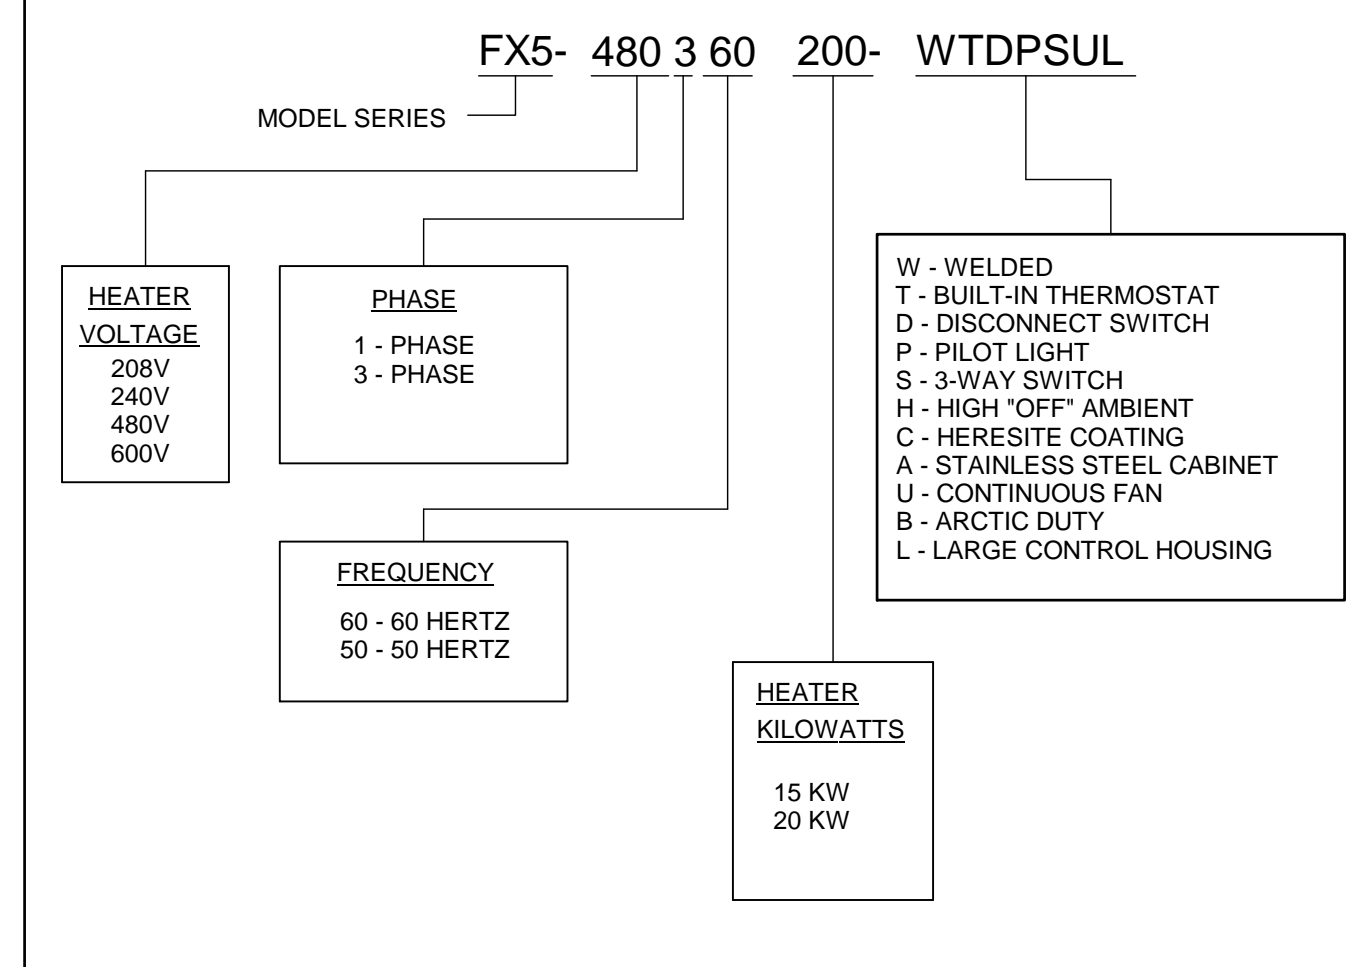 FX5- 480 3 60 200- WTDPSUL
MODEL SERIES
HEATER
VOLTAGE
208V
240V
480V
600V
PHASE
1 - PHASE
3 - PHASE
FREQUENCY
60 - 60 HERTZ
50 - 50 HERTZ
HEATER
KILOWATTS
15 KW
20 KW
W - WELDED
T - BUILT-IN THERMOSTAT
D - DISCONNECT SWITCH
P - PILOT LIGHT
S - 3-WAY SWITCH
H - HIGH "OFF" AMBIENT
C - HERESITE COATING
A - STAINLESS STEEL CABINET
U - CONTINUOUS FAN
B - ARCTIC DUTY
L - LARGE CONTROL HOUSING